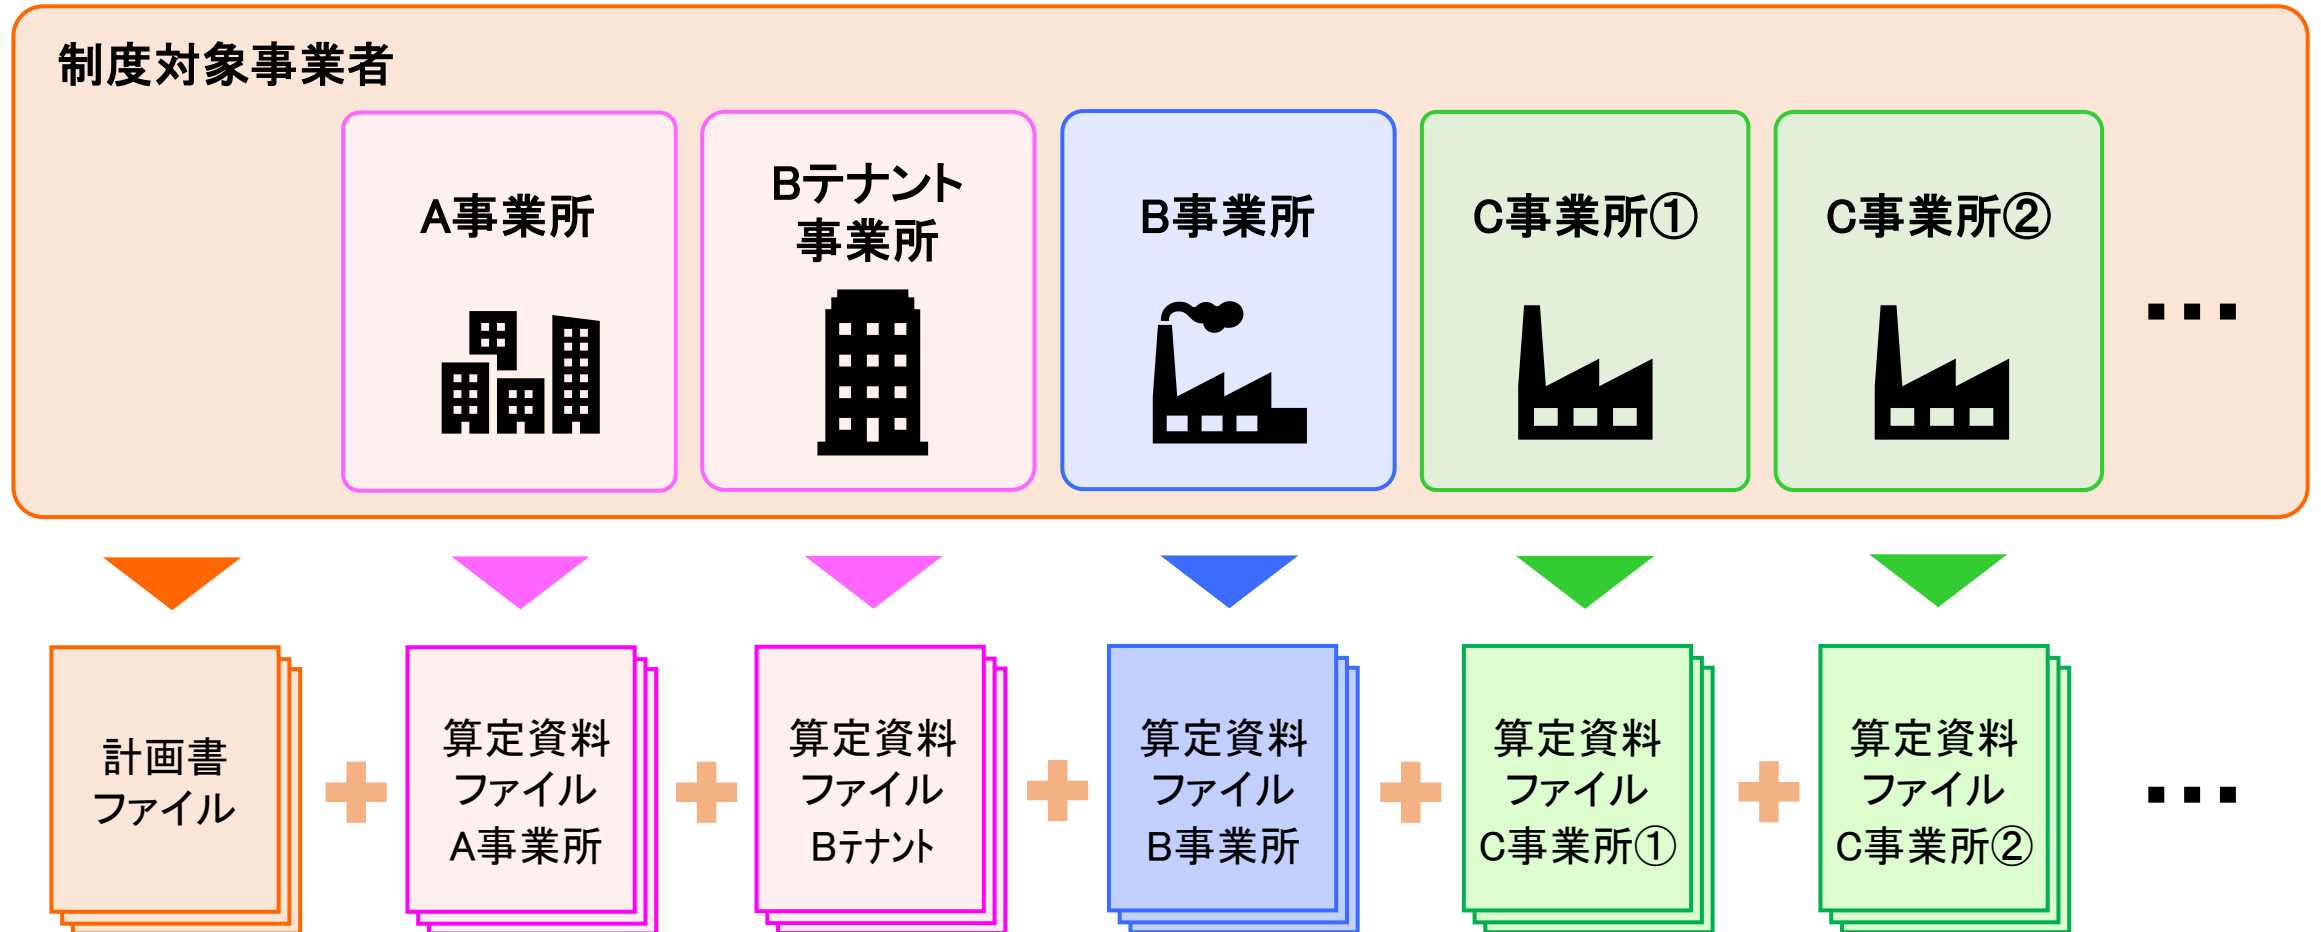 制度対象事業者
A事業所
Bテナント
事業所
B事業所
C事業所①
C事業所②
...
計画書
ファイル
算定資料
ファイル
A事業所
算定資料
ファイル
Bテナント
算定資料
ファイル
B事業所
算定資料
ファイル
C事業所①
算定資料
ファイル
C事業所②
...